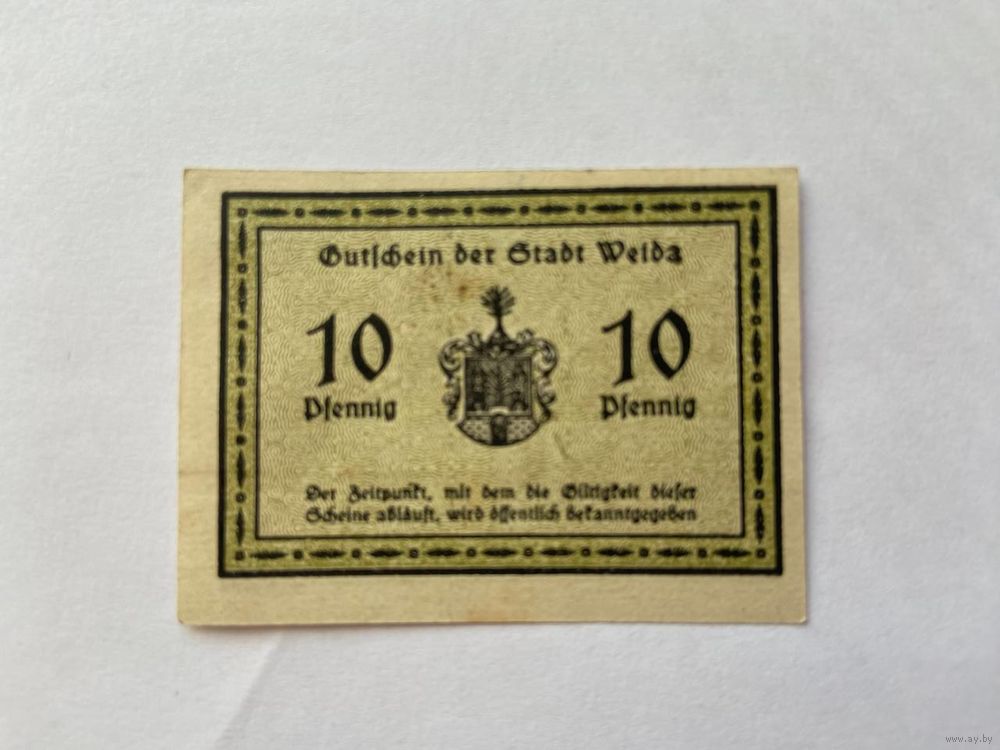 Gutschein der Stadt Weida
10 10
Pfennig Pfennig
Der Zeitpunkt, mit dem die Gültigkeit dieser
Scheine abläuft, wird öffentlich bekanntgegeben
www.ay.by